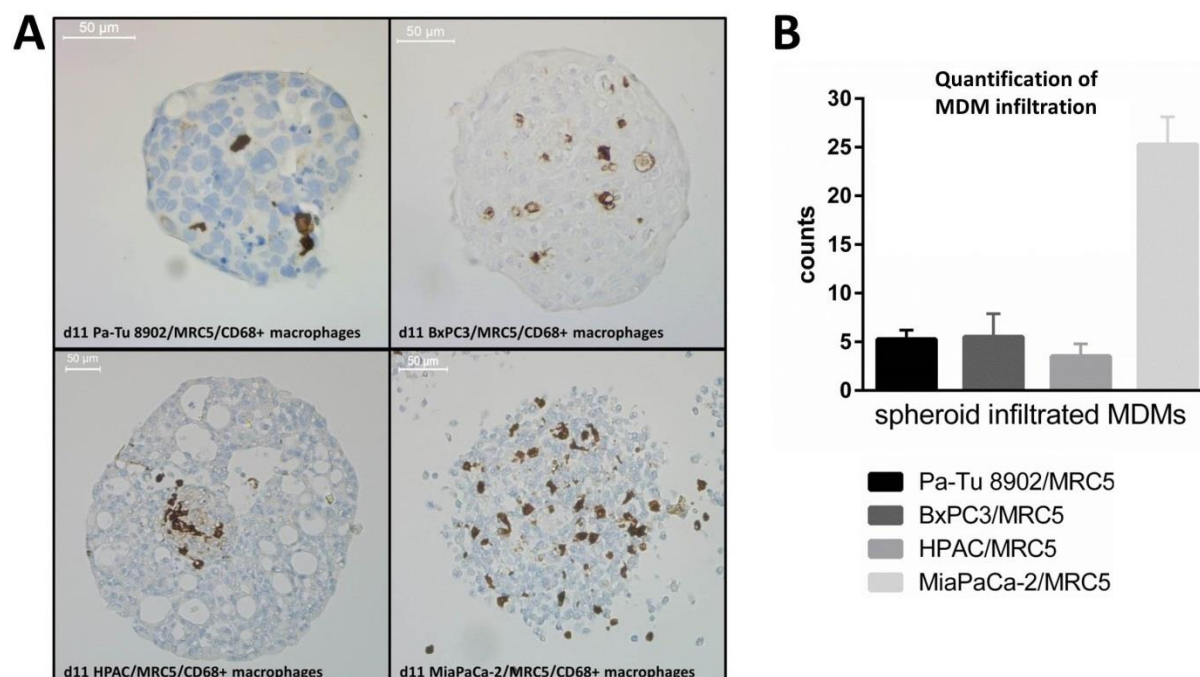 A
50 µm
50 µm
d11 Pa-Tu 8902/MRC5/CD68+ macrophages
d11 BxPC3/MRC5/CD68+ macrophages
50 µm
50 µm
d11 HPAC/MRC5/CD68+ macrophages
d11 MiaPaCa-2/MRC5/CD68+ macrophages
B
Quantification of
MDM infiltration
counts
30
25
20
15
10
5
0
spheroid infiltrated MDMs
Pa-Tu 8902/MRC5
BxPC3/MRC5
HPAC/MRC5
MiaPaCa-2/MRC5